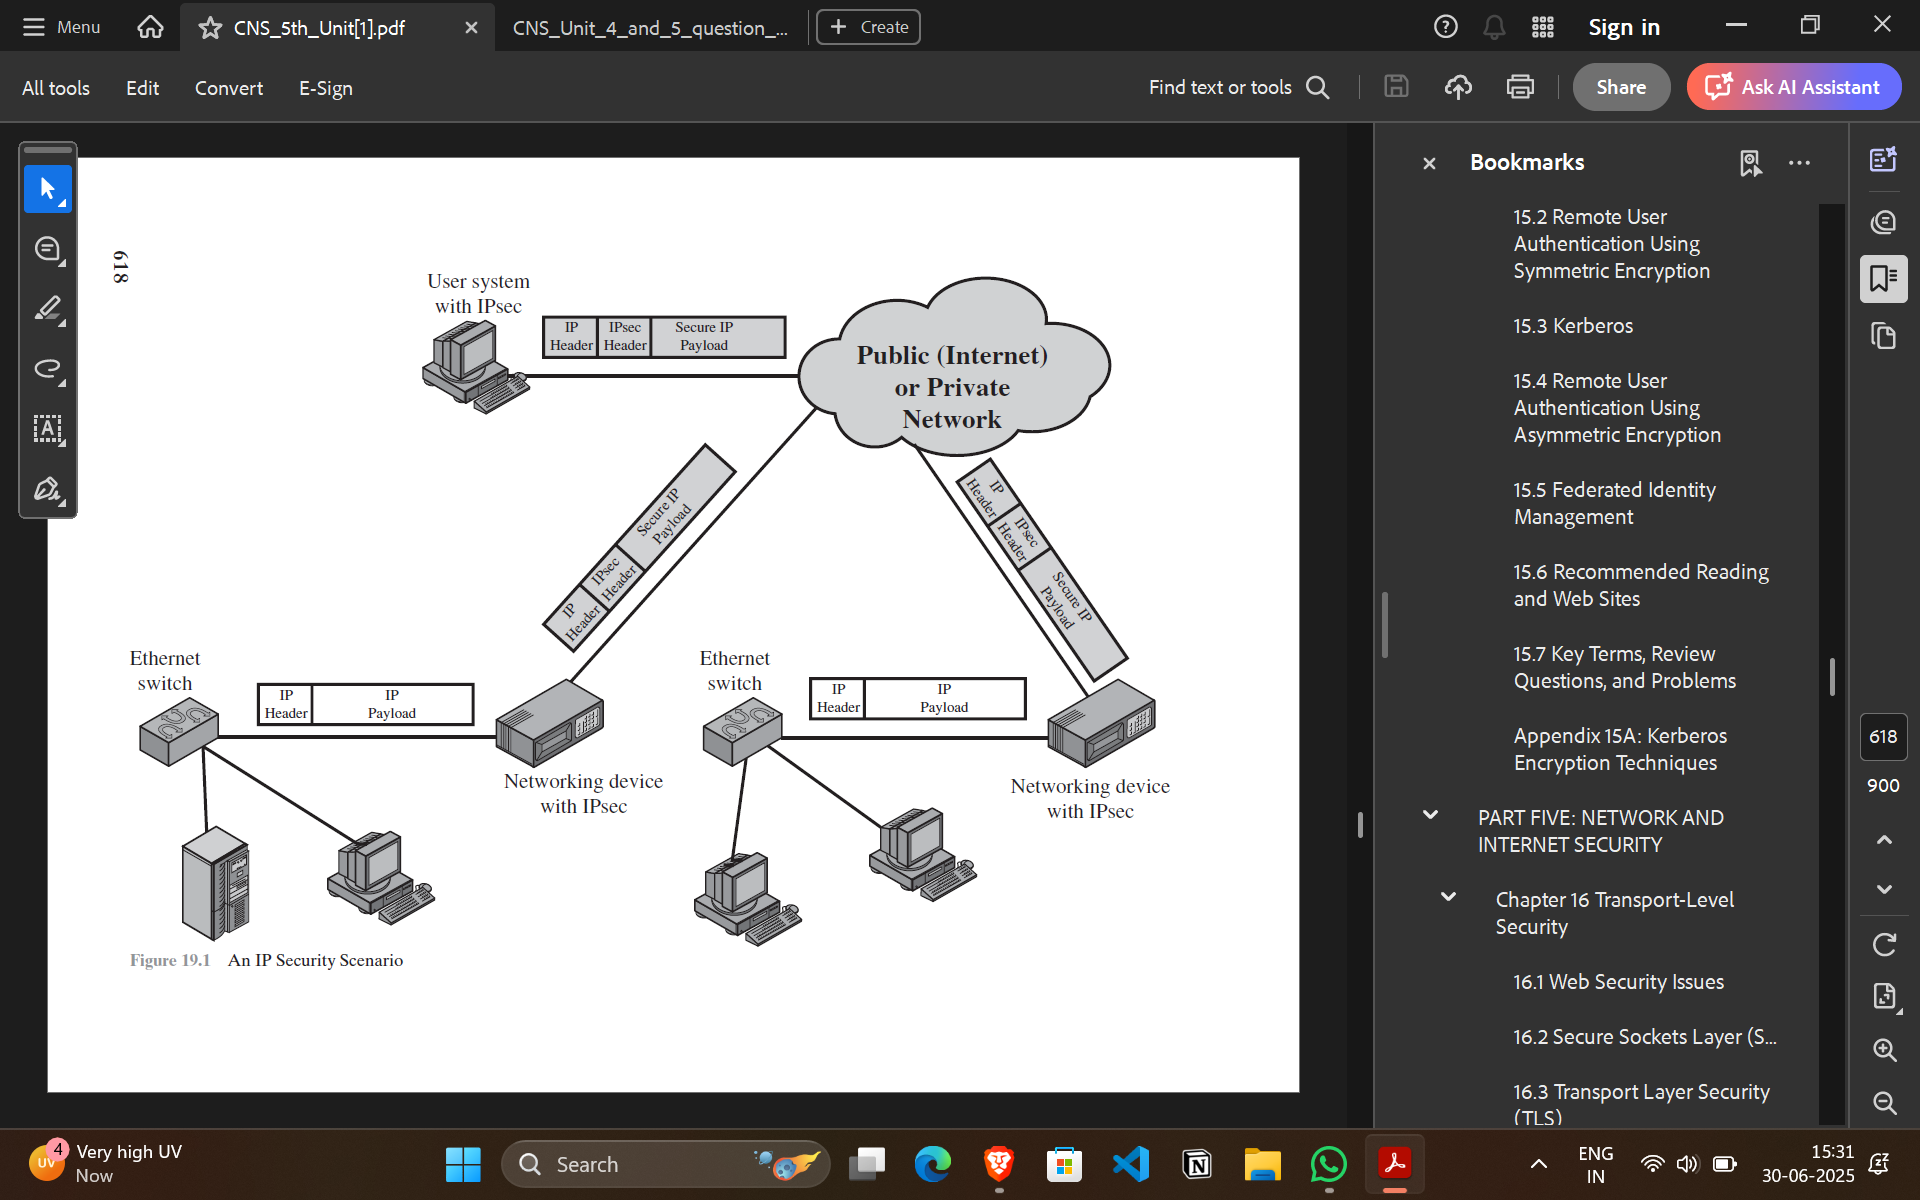 Menu
CNS_5th_Unit[1].pdf
CNS_Unit_4_and_5_question_...
Create
Sign in
All tools
Edit
Convert
E-Sign
Find text or tools
Share
Ask AI Assistant
618
User system
with IPsec
IP
Header
IPsec
Header
Secure IP
Payload
Public (Internet)
or Private
Network
IP
Header
IPsec
Header
Secure IP
Payload
IP
Header
IPsec
Header
Secure IP
Payload
Ethernet
switch
IP
Header
IP
Payload
Networking device
with IPsec
Ethernet
switch
IP
Header
IP
Payload
Networking device
with IPsec
Figure 19.1 An IP Security Scenario
Bookmarks
15.2 Remote User
Authentication Using
Symmetric Encryption
15.3 Kerberos
15.4 Remote User
Authentication Using
Asymmetric Encryption
15.5 Federated Identity
Management
15.6 Recommended Reading
and Web Sites
15.7 Key Terms, Review
Questions, and Problems
Appendix 15A: Kerberos
Encryption Techniques
PART FIVE: NETWORK AND
INTERNET SECURITY
Chapter 16 Transport-Level
Security
16.1 Web Security Issues
16.2 Secure Sockets Layer (S...
16.3 Transport Layer Security
(TLS)
618
900
UV
4
Very high UV
Now
Search
ENG
IN
15:31
30-06-2025